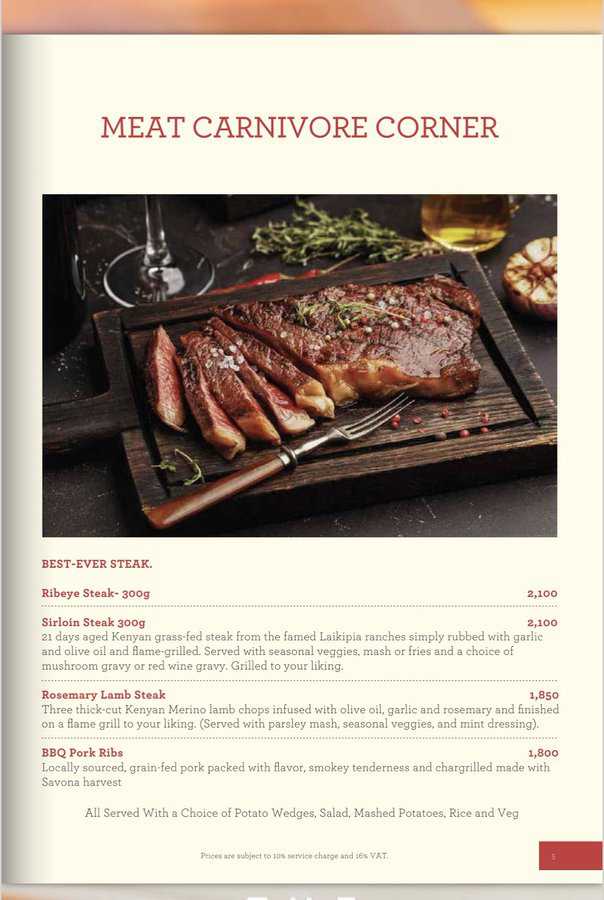 MEAT CARNIVORE CORNER
BEST-EVER STEAK.
Ribeye Steak- 300g 2,100
Sirloin Steak 300g 2,100
21 days aged Kenyan grass-fed steak from the famed Laikipia ranches simply rubbed with garlic
and olive oil and flame-grilled. Served with seasonal veggies, mash or fries and a choice of
mushroom gravy or red wine gravy. Grilled to your liking.
Rosemary Lamb Steak 1,850
Three thick-cut Kenyan Merino lamb chops infused with olive oil, garlic and rosemary and finished
on a flame grill to your liking. (Served with parsley mash, seasonal veggies, and mint dressing).
BBQ Pork Ribs 1,800
Locally sourced, grain-fed pork packed with flavor, smokey tenderness and chargrilled made with
Savona harvest
All Served With a Choice of Potato Wedges, Salad, Mashed Potatoes, Rice and Veg
Prices are subject to 10% service charge and 16% VAT.
5